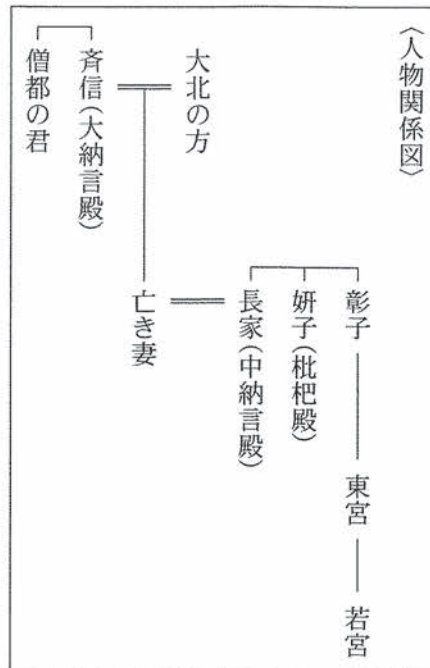 〈人物関係図〉
彰子
東宮
若宮
妍子(枇杷殿)
長家(中納言殿)
亡き妻
大北の方
斉信(大納言殿)
僧都の君